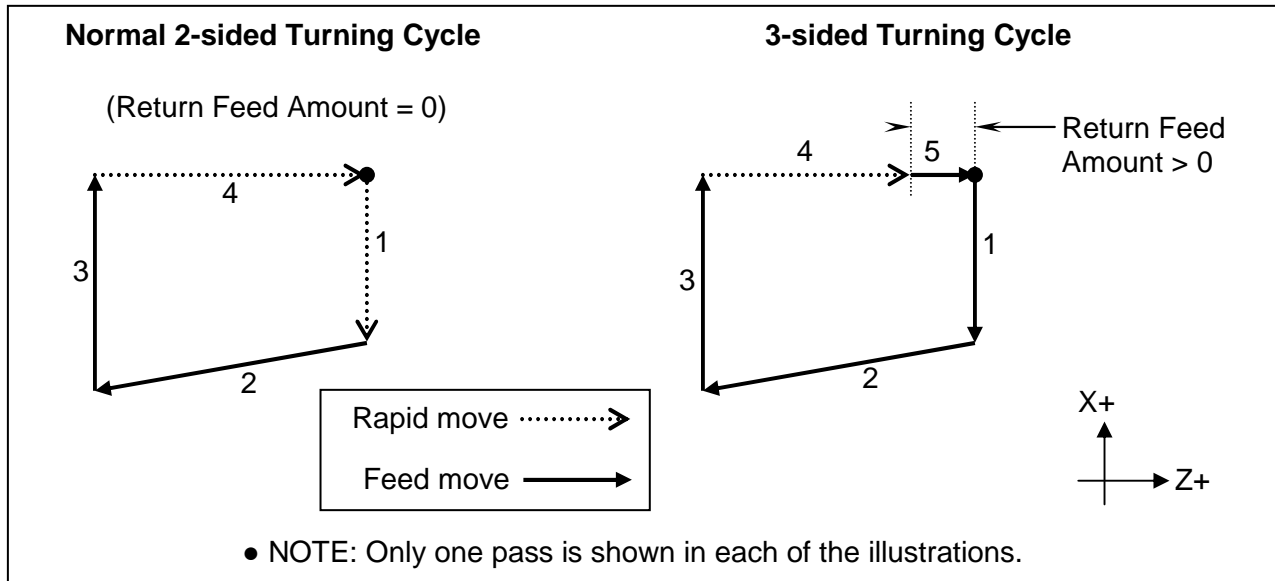 Normal 2-sided Turning Cycle
(Return Feed Amount = 0)
4
1
3
2
3-sided Turning Cycle
Return Feed
Amount > 0
4
5
1
3
2
Rapid move
Feed move
X+
Z+
● NOTE: Only one pass is shown in each of the illustrations.